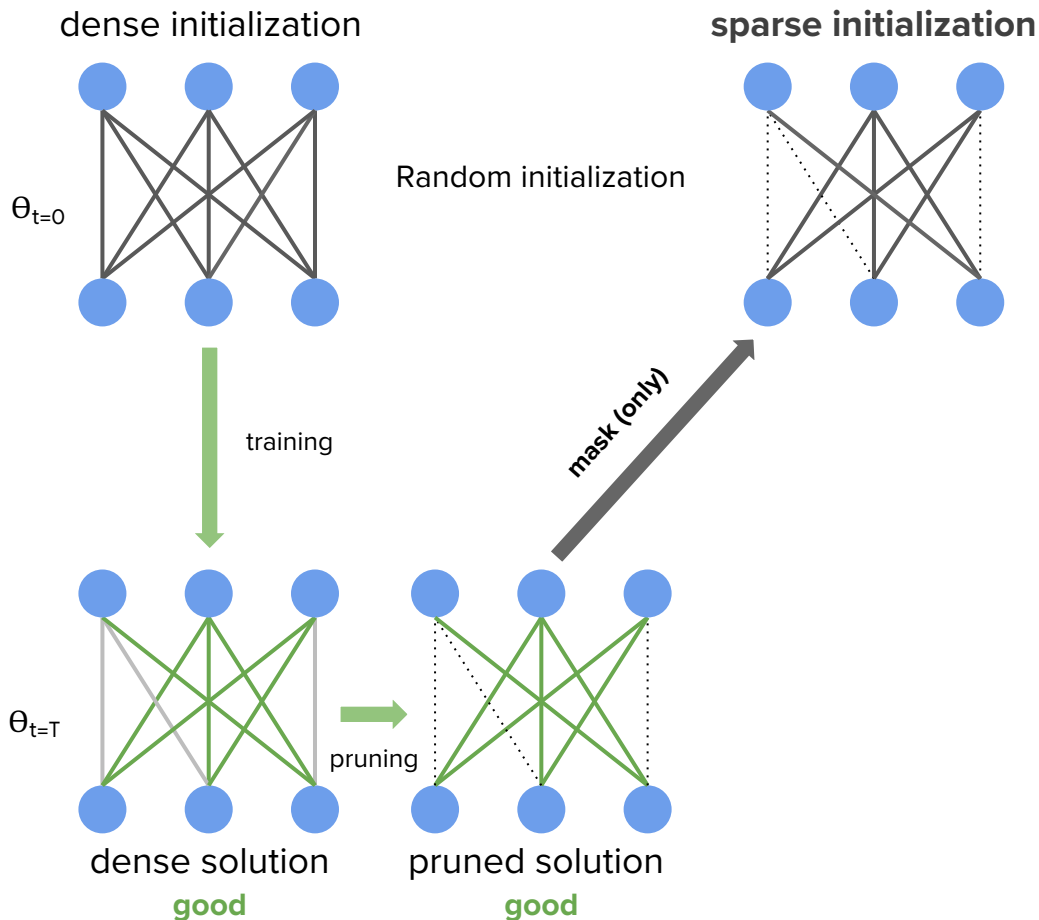 dense initialization
sparse initialization
Random initialization
θt=0
mask (only)
training
θt=T
pruning
dense solution
pruned solution
good
good